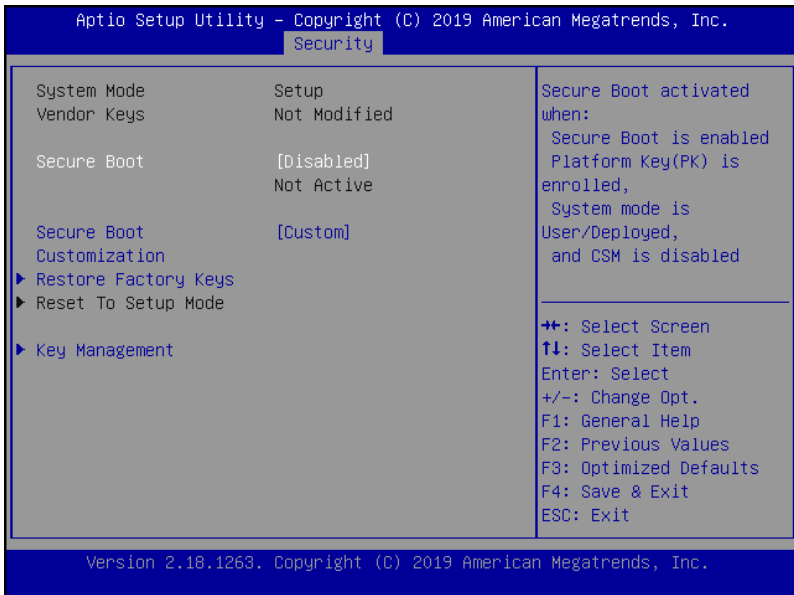 Aptio Setup Utility – Copyright (C) 2019 American Megatrends, Inc.
Security
System Mode Setup
Vendor Keys Not Modified
Secure Boot [Disabled]
Not Active
Secure Boot [Custom]
Customization
Restore Factory Keys
Reset To Setup Mode
Key Management
Secure Boot activated
when:
Secure Boot is enabled
Platform Key(PK) is
enrolled,
System mode is
User/Deployed,
and CSM is disabled
→←: Select Screen
↑↓: Select Item
Enter: Select
+/-: Change Opt.
F1: General Help
F2: Previous Values
F3: Optimized Defaults
F4: Save & Exit
ESC: Exit
Version 2.18.1263. Copyright (C) 2019 American Megatrends, Inc.